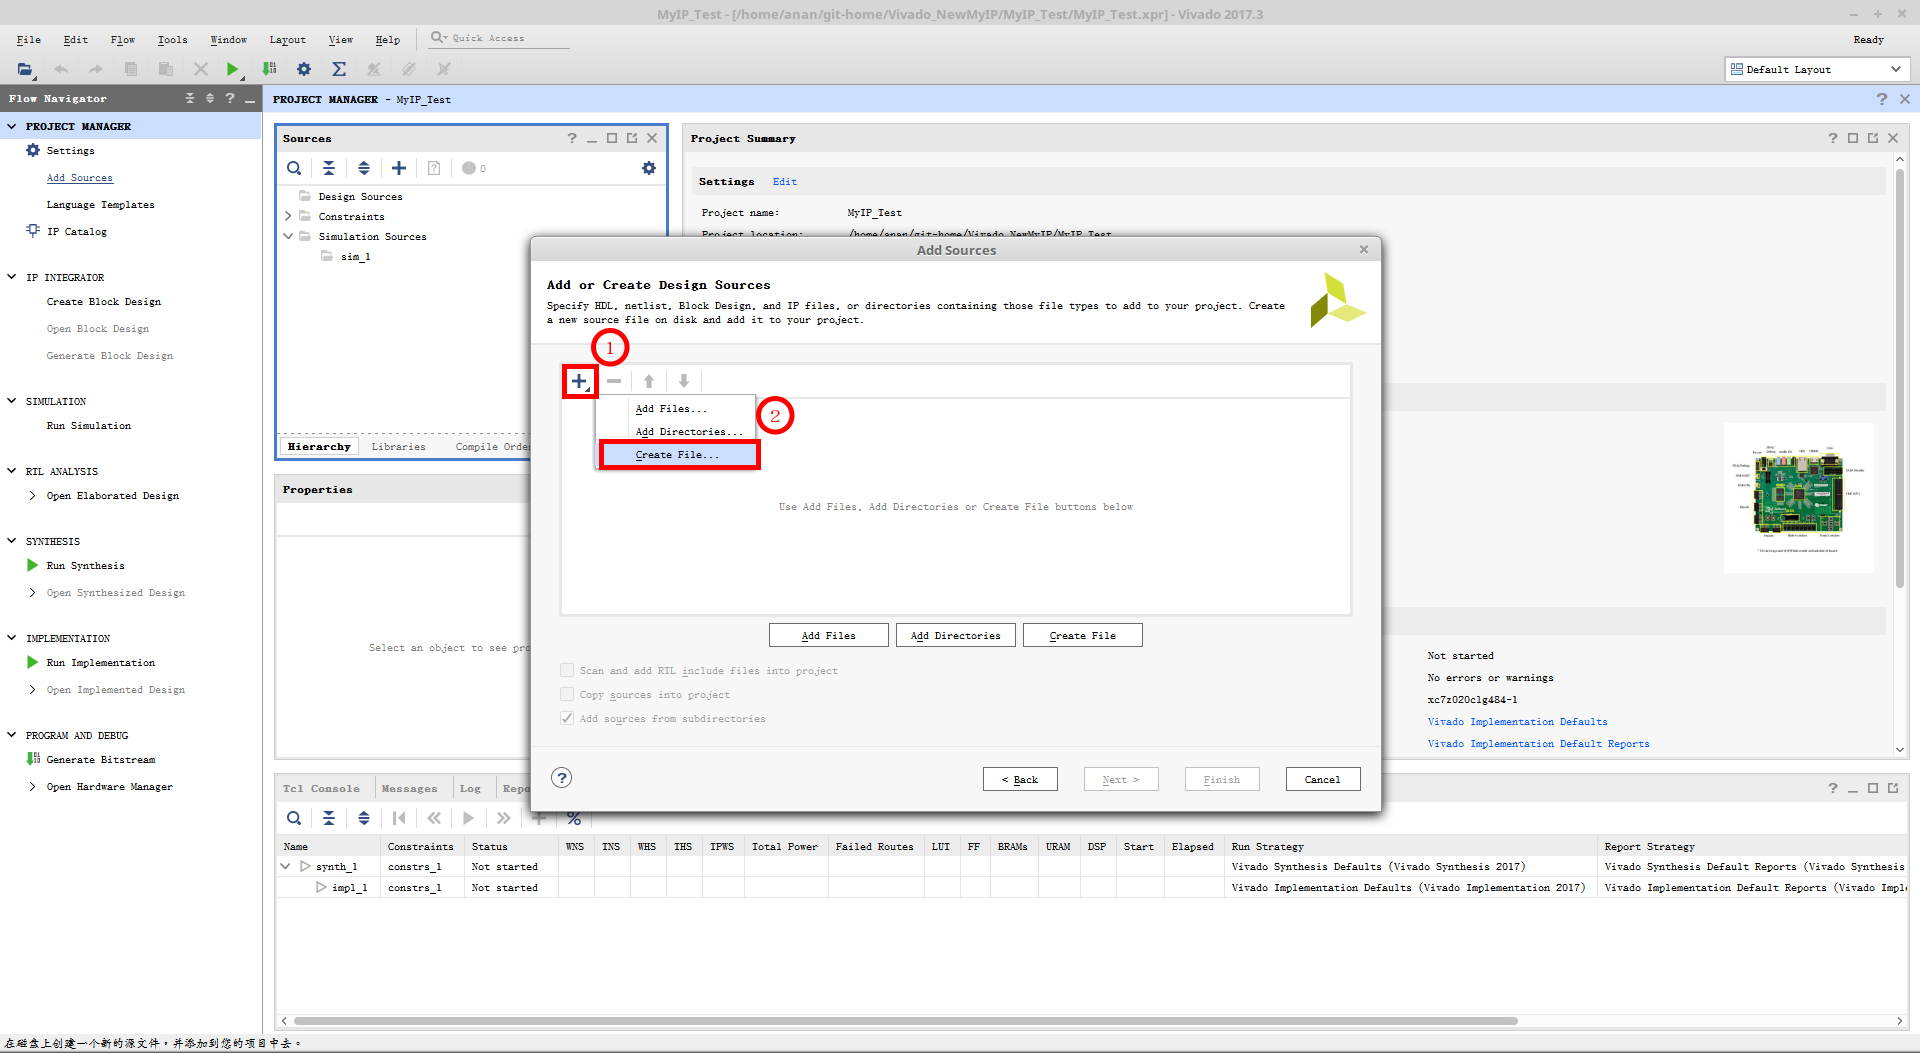 MyIP_Test - [/home/anan/git-home/Vivado_NewMyIP/MyIP_Test/MyIP_Test.xpr] - Vivado 2017.3
File Edit Flow Tools Window Layout View Help Quick Access Ready
Default Layout
Flow Navigator
PROJECT MANAGER
Settings
Add Sources
Language Templates
IP Catalog
IP INTEGRATOR
Create Block Design
Open Block Design
Generate Block Design
SIMULATION
Run Simulation
RTL ANALYSIS
Open Elaborated Design
SYNTHESIS
Run Synthesis
Open Synthesized Design
IMPLEMENTATION
Run Implementation
Open Implemented Design
PROGRAM AND DEBUG
Generate Bitstream
Open Hardware Manager
PROJECT MANAGER - MyIP_Test
Sources
0
Design Sources
Constraints
Simulation Sources
sim_1
Hierarchy Libraries Compile Order
Properties
Select an object to see pro
Project Summary
Settings Edit
Project name: MyIP_Test
Project location: /home/anan/git-home/Vivado_NewMyIP/MyIP_Test
Not started
No errors or warnings
xc7z020clg484-1
Vivado Implementation Defaults
Vivado Implementation Default Reports
Add Sources
Add or Create Design Sources
Specify HDL, netlist, Block Design, and IP files, or directories containing those file types to add to your project. Create
a new source file on disk and add it to your project.
1
Add Files...
2
Add Directories...
Create File...
Use Add Files, Add Directories or Create File buttons below
Add Files Add Directories Create File
Scan and add RTL include files into project
Copy sources into project
Add sources from subdirectories
? < Back Next > Finish Cancel
Tcl Console Messages Log Repo
Name Constraints Status WNS TNS WHS THS TPWS Total Power Failed Routes LUT FF BRAMs URAM DSP Start Elapsed Run Strategy Report Strategy
synth_1 constrs_1 Not started Vivado Synthesis Defaults (Vivado Synthesis 2017) Vivado Synthesis Default Reports (Vivado Synthesis
impl_1 constrs_1 Not started Vivado Implementation Defaults (Vivado Implementation 2017) Vivado Implementation Default Reports (Vivado Impl
在磁盘上创建一个新的源文件，并添加到您的项目中去。